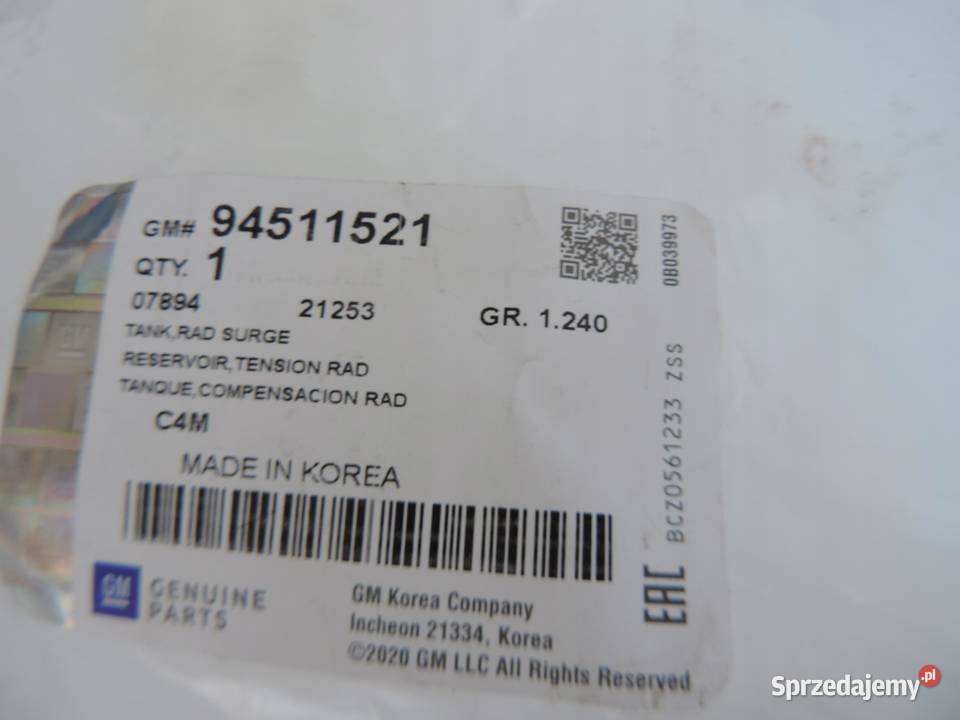 GM# 94511521
QTY. 1
07894 21253 GR. 1.240
TANK,RAD SURGE
RESERVOIR,TENSION RAD
TANQUE,COMPENSACION RAD
C4M
MADE IN KOREA
GM
GENUINE
PARTS
GM Korea Company
Incheon 21334, Korea
©2020 GM LLC All Rights Reserved
0B039973
BCZ0561233 ZSS
EAC
GM
Sprzedajemy.pl